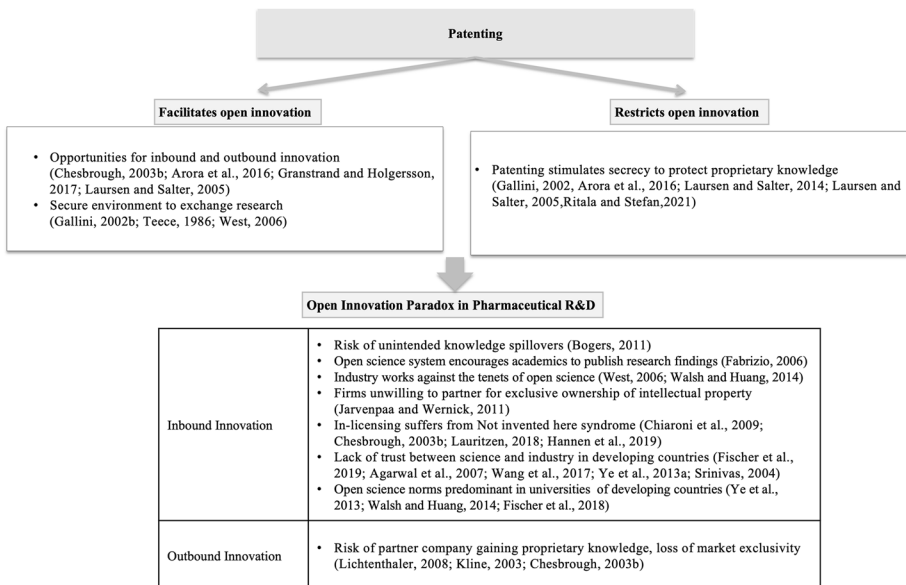 Patenting
Facilitates open innovation
Restricts open innovation
• Opportunities for inbound and outbound innovation
(Chesbrough, 2003b; Arora et al., 2016; Granstrand and Holgersson,
2017; Laursen and Salter, 2005)
• Secure environment to exchange research
(Gallini, 2002b; Teece, 1986; West, 2006)
• Patenting stimulates secrecy to protect proprietary knowledge
(Gallini, 2002, Arora et al., 2016; Laursen and Salter, 2014; Laursen and
Salter, 2005,Ritala and Stefan,2021)
Open Innovation Paradox in Pharmaceutical R&D
Inbound Innovation
• Risk of unintended knowledge spillovers (Bogers, 2011)
• Open science system encourages academics to publish research findings (Fabrizio, 2006)
• Industry works against the tenets of open science (West, 2006; Walsh and Huang, 2014)
• Firms unwilling to partner for exclusive ownership of intellectual property
(Jarvenpaa and Wernick, 2011)
• In-licensing suffers from Not invented here syndrome (Chiaroni et al., 2009;
Chesbrough, 2003b; Lauritzen, 2018; Hannen et al., 2019)
• Lack of trust between science and industry in developing countries (Fischer et al.,
2019; Agarwal et al., 2007; Wang et al., 2017; Ye et al., 2013a; Srinivas, 2004)
• Open science norms predominant in universities of developing countries (Ye et al.,
2013; Walsh and Huang, 2014; Fischer et al., 2018)
Outbound Innovation
• Risk of partner company gaining proprietary knowledge, loss of market exclusivity
(Lichtenthaler, 2008; Kline, 2003; Chesbrough, 2003b)